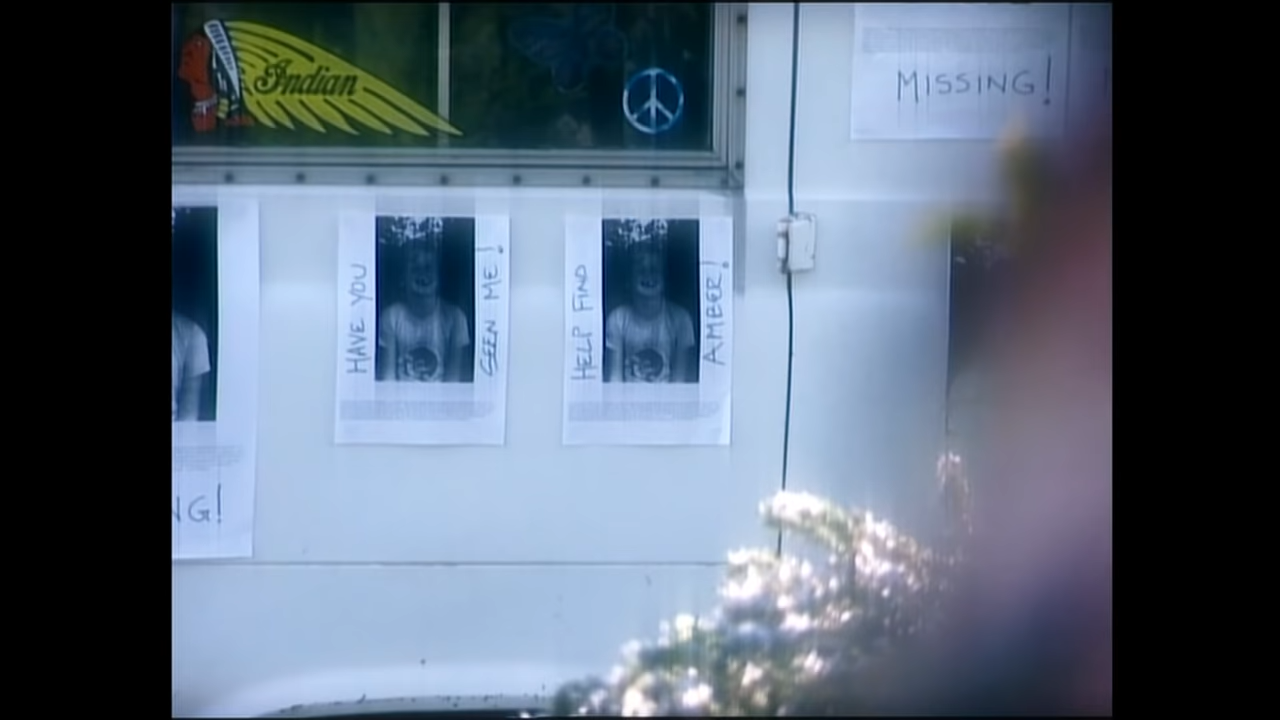 Indian
MISSING!
HAVE YOU
SEEN ME!
HELP FIND
AMBER!
NG!